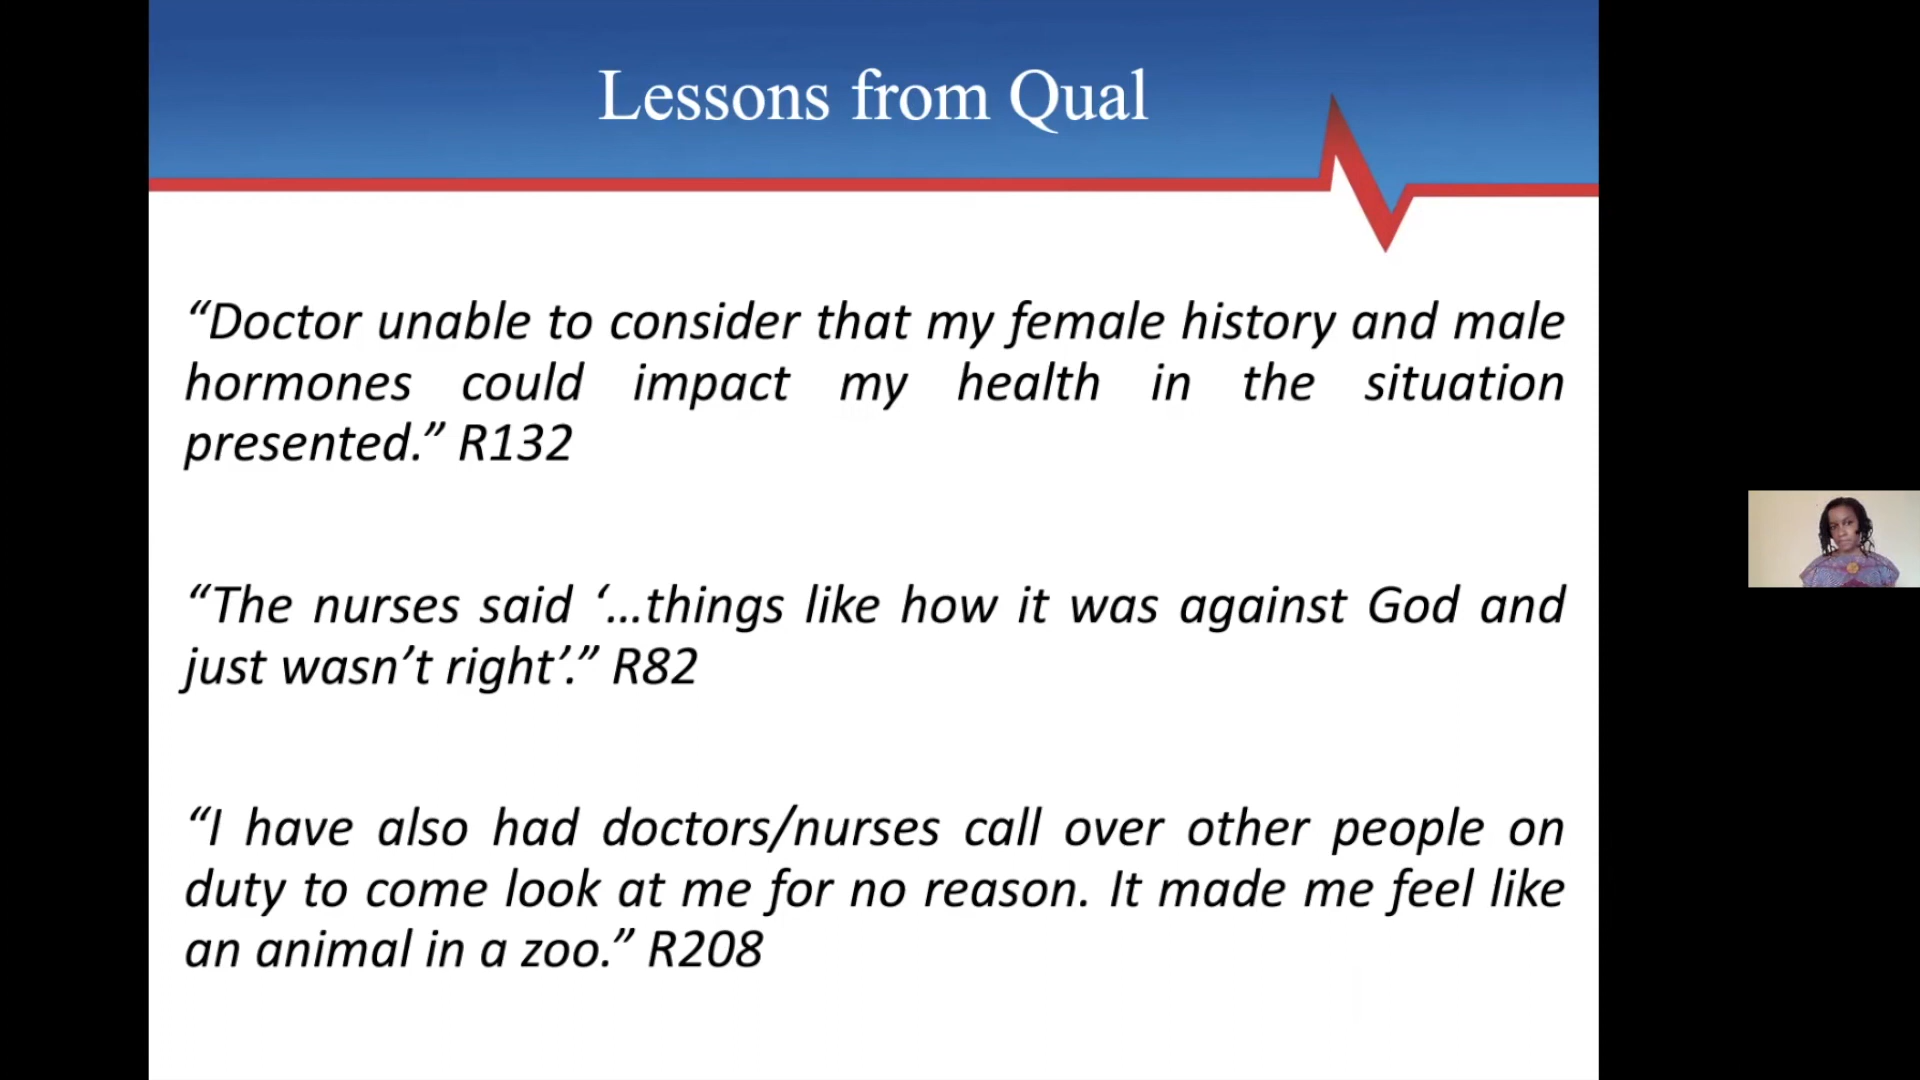 Lessons from Qual
“Doctor unable to consider that my female history and male
hormones could impact my health in the situation
presented.” R132
“The nurses said ‘…things like how it was against God and
just wasn’t right’.” R82
“I have also had doctors/nurses call over other people on
duty to come look at me for no reason. It made me feel like
an animal in a zoo.” R208